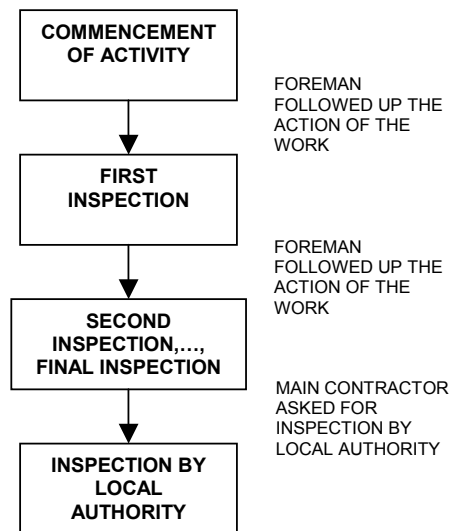 COMMENCEMENT
OF ACTIVITY
FOREMAN
FOLLOWED UP THE
ACTION OF THE
WORK
FIRST
INSPECTION
FOREMAN
FOLLOWED UP THE
ACTION OF THE
WORK
SECOND
INSPECTION,...,
FINAL INSPECTION
MAIN CONTRACTOR
ASKED FOR
INSPECTION BY
LOCAL AUTHORITY
INSPECTION BY
LOCAL
AUTHORITY